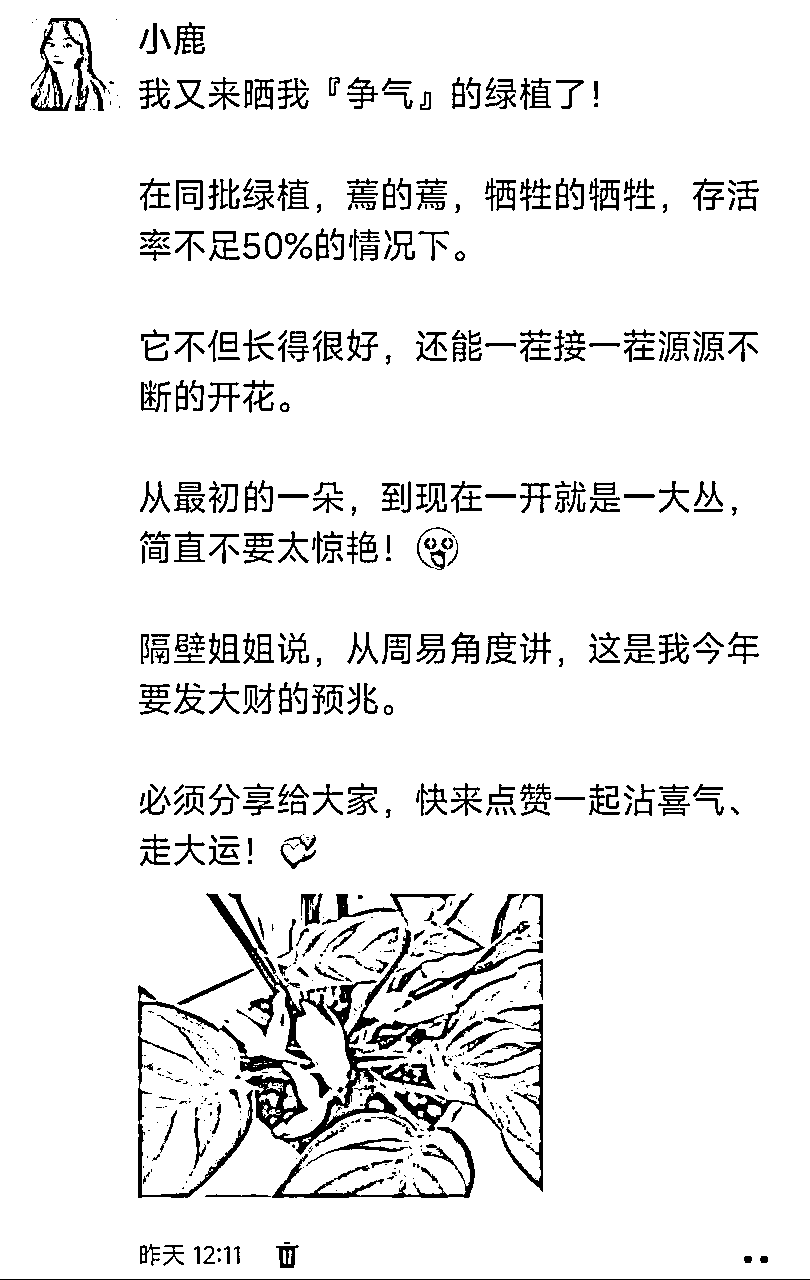 小鹿
我又来晒我『争气』的绿植了！
在同批绿植，蔫的蔫，牺牲的牺牲，存活
率不足50%的情况下。
它不但长得很好，还能一茬接一茬源源不
断的开花。
从最初的一朵，到现在一开就是一大丛，
简直不要太惊艳！
隔壁姐姐说，从周易角度讲，这是我今年
要发大财的预兆。
必须分享给大家，快来点赞一起沾喜气、
走大运！
昨天 12:11